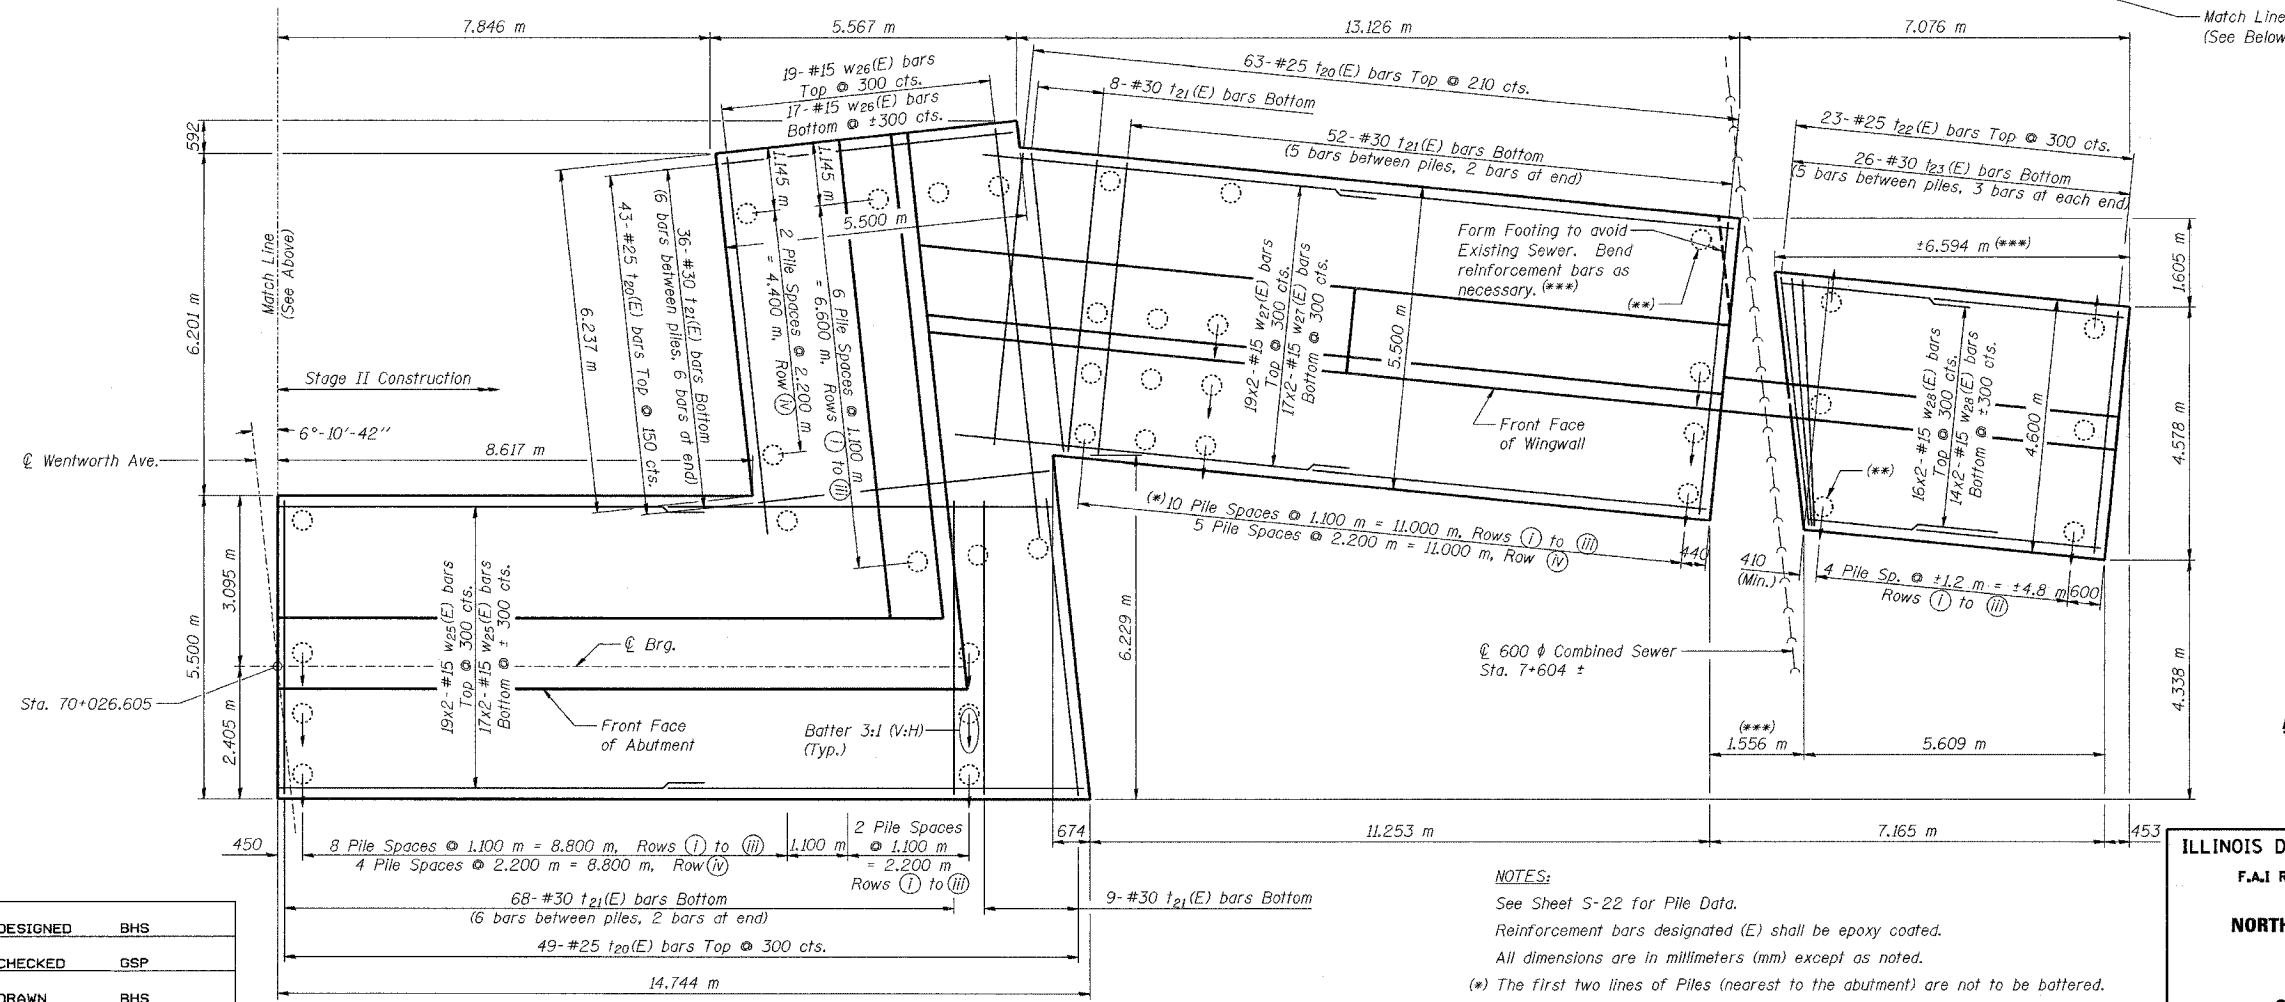 7.846 m
5.567 m
13.126 m
7.076 m
Match Line
(See Below
19- #15 w26(E) bars
Top @ 300 cts.
17- #15 w26(E) bars
Bottom @ ±300 cts.
63-#25 t20(E) bars Top @ 210 cts.
8-#30 t21(E) bars Bottom
52-#30 t21(E) bars Bottom
(5 bars between piles, 2 bars at end)
23-#25 t22(E) bars Top @ 300 cts.
26-#30 t23(E) bars Bottom
(5 bars between piles, 3 bars at each end)
±6.594 m (***)
592
6.201 m
Match Line
(See Above)
6.237 m
43-#25 t20(E) bars Top @ 150 cts.
36-#30 t21(E) bars Bottom
(6 bars between piles, 6 bars at end)
1.145 m
2 Pile Spaces @ 2.200 m
= 4.400 m, Row (iv)
1.145 m
6 Pile Spaces @ 1.100 m
= 6.600 m, Rows (i) to (iii)
5.500 m
19x2-#15 w27(E) bars
Top @ 300 cts.
17x2-#15 w27(E) bars
Bottom @ ± 300 cts.
5.500 m
Form Footing to avoid
Existing Sewer. Bend
reinforcement bars as
necessary. (***)
(**)
Front Face
of Wingwall
16x2-#15 w28(E) bars
Top @ 300 cts.
14x2-#15 w28(E) bars
Bottom @ ±300 cts.
4.600 m
(**)
1.605 m
4.578 m
4.338 m
Stage II Construction
6°-10'-42''
℄ Wentworth Ave.
8.617 m
(*)10 Pile Spaces @ 1.100 m = 11.000 m, Rows (i) to (iii)
5 Pile Spaces @ 2.200 m = 11.000 m, Row (iv)
440
410
(Min.)
4 Pile Sp. @ ±1.2 m = ±4.8 m
Rows (i) to (iii)
600
℄ 600 ϕ Combined Sewer
Sta. 7+604 ±
6.229 m
(***)
1.556 m
5.609 m
3.095 m
5.500 m
2.405 m
Sta. 70+026.605
19x2-#15 w25(E) bars
Top @ 300 cts.
17x2-#15 w25(E) bars
Bottom @ ± 300 cts.
℄ Brg.
Front Face
of Abutment
Batter 3:1 (V:H)
(Typ.)
450
8 Pile Spaces @ 1.100 m = 8.800 m, Rows (i) to (iii)
4 Pile Spaces @ 2.200 m = 8.800 m, Row (iv)
1.100 m
2 Pile Spaces
@ 1.100 m
= 2.200 m
Rows (i) to (iii)
674
11.253 m
7.165 m
453
68-#30 t21(E) bars Bottom
(6 bars between piles, 2 bars at end)
9-#30 t21(E) bars Bottom
49-#25 t20(E) bars Top @ 300 cts.
14.744 m
NOTES:
See Sheet S-22 for Pile Data.
Reinforcement bars designated (E) shall be epoxy coated.
All dimensions are in millimeters (mm) except as noted.
(*) The first two lines of Piles (nearest to the abutment) are not to be battered.
DESIGNED BHS
CHECKED GSP
DRAWN BHS
ILLINOIS D
F.A.I R
NORTH